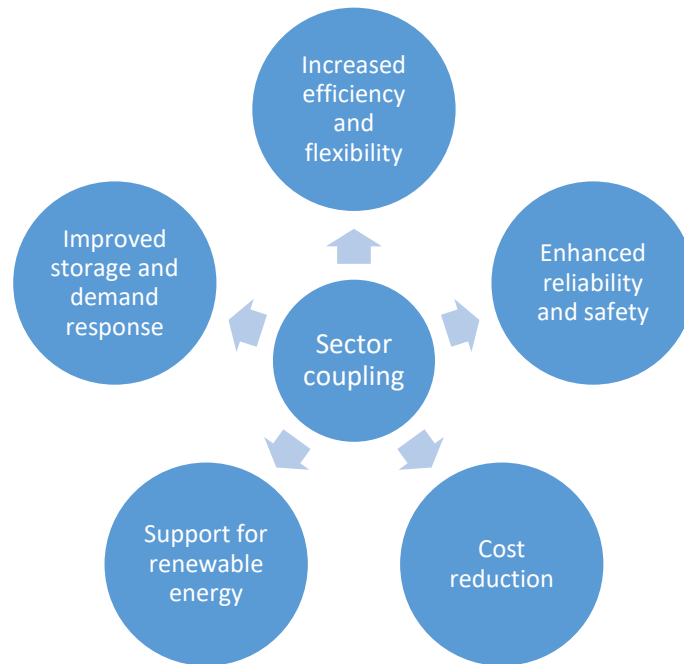 Increased
efficiency
and
flexibility
Improved
storage and
demand
response
Enhanced
reliability
and safety
Sector
coupling
Support for
renewable
energy
Cost
reduction